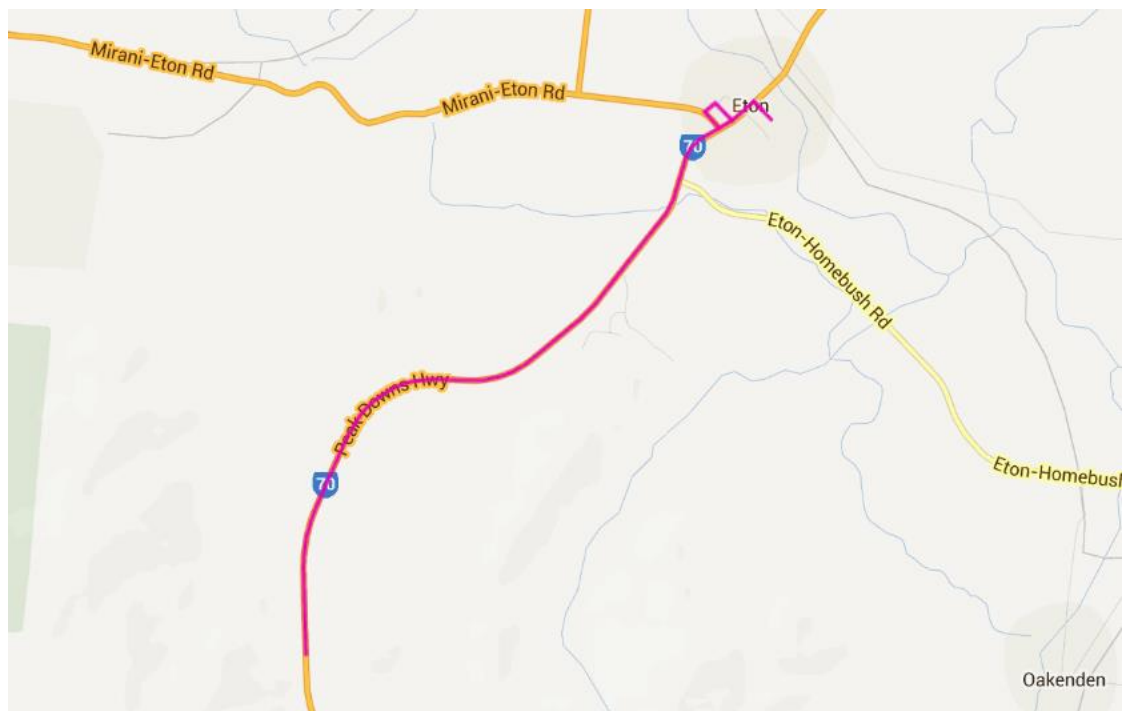 Mirani-Eton Rd
Mirani-Eton Rd
Eton
70
Eton-Homebush Rd
Peak Downs Hwy
70
Eton-Homebush
Oakenden